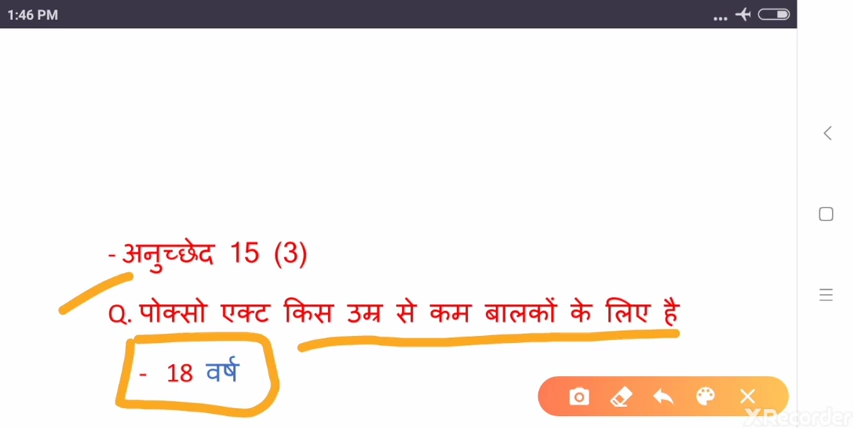 1:46 PM
- अनुच्छेद 15 (3)
Q. पोक्सो एक्ट किस उम्र से कम बालकों के लिए है
- 18 वर्ष
XRecorder